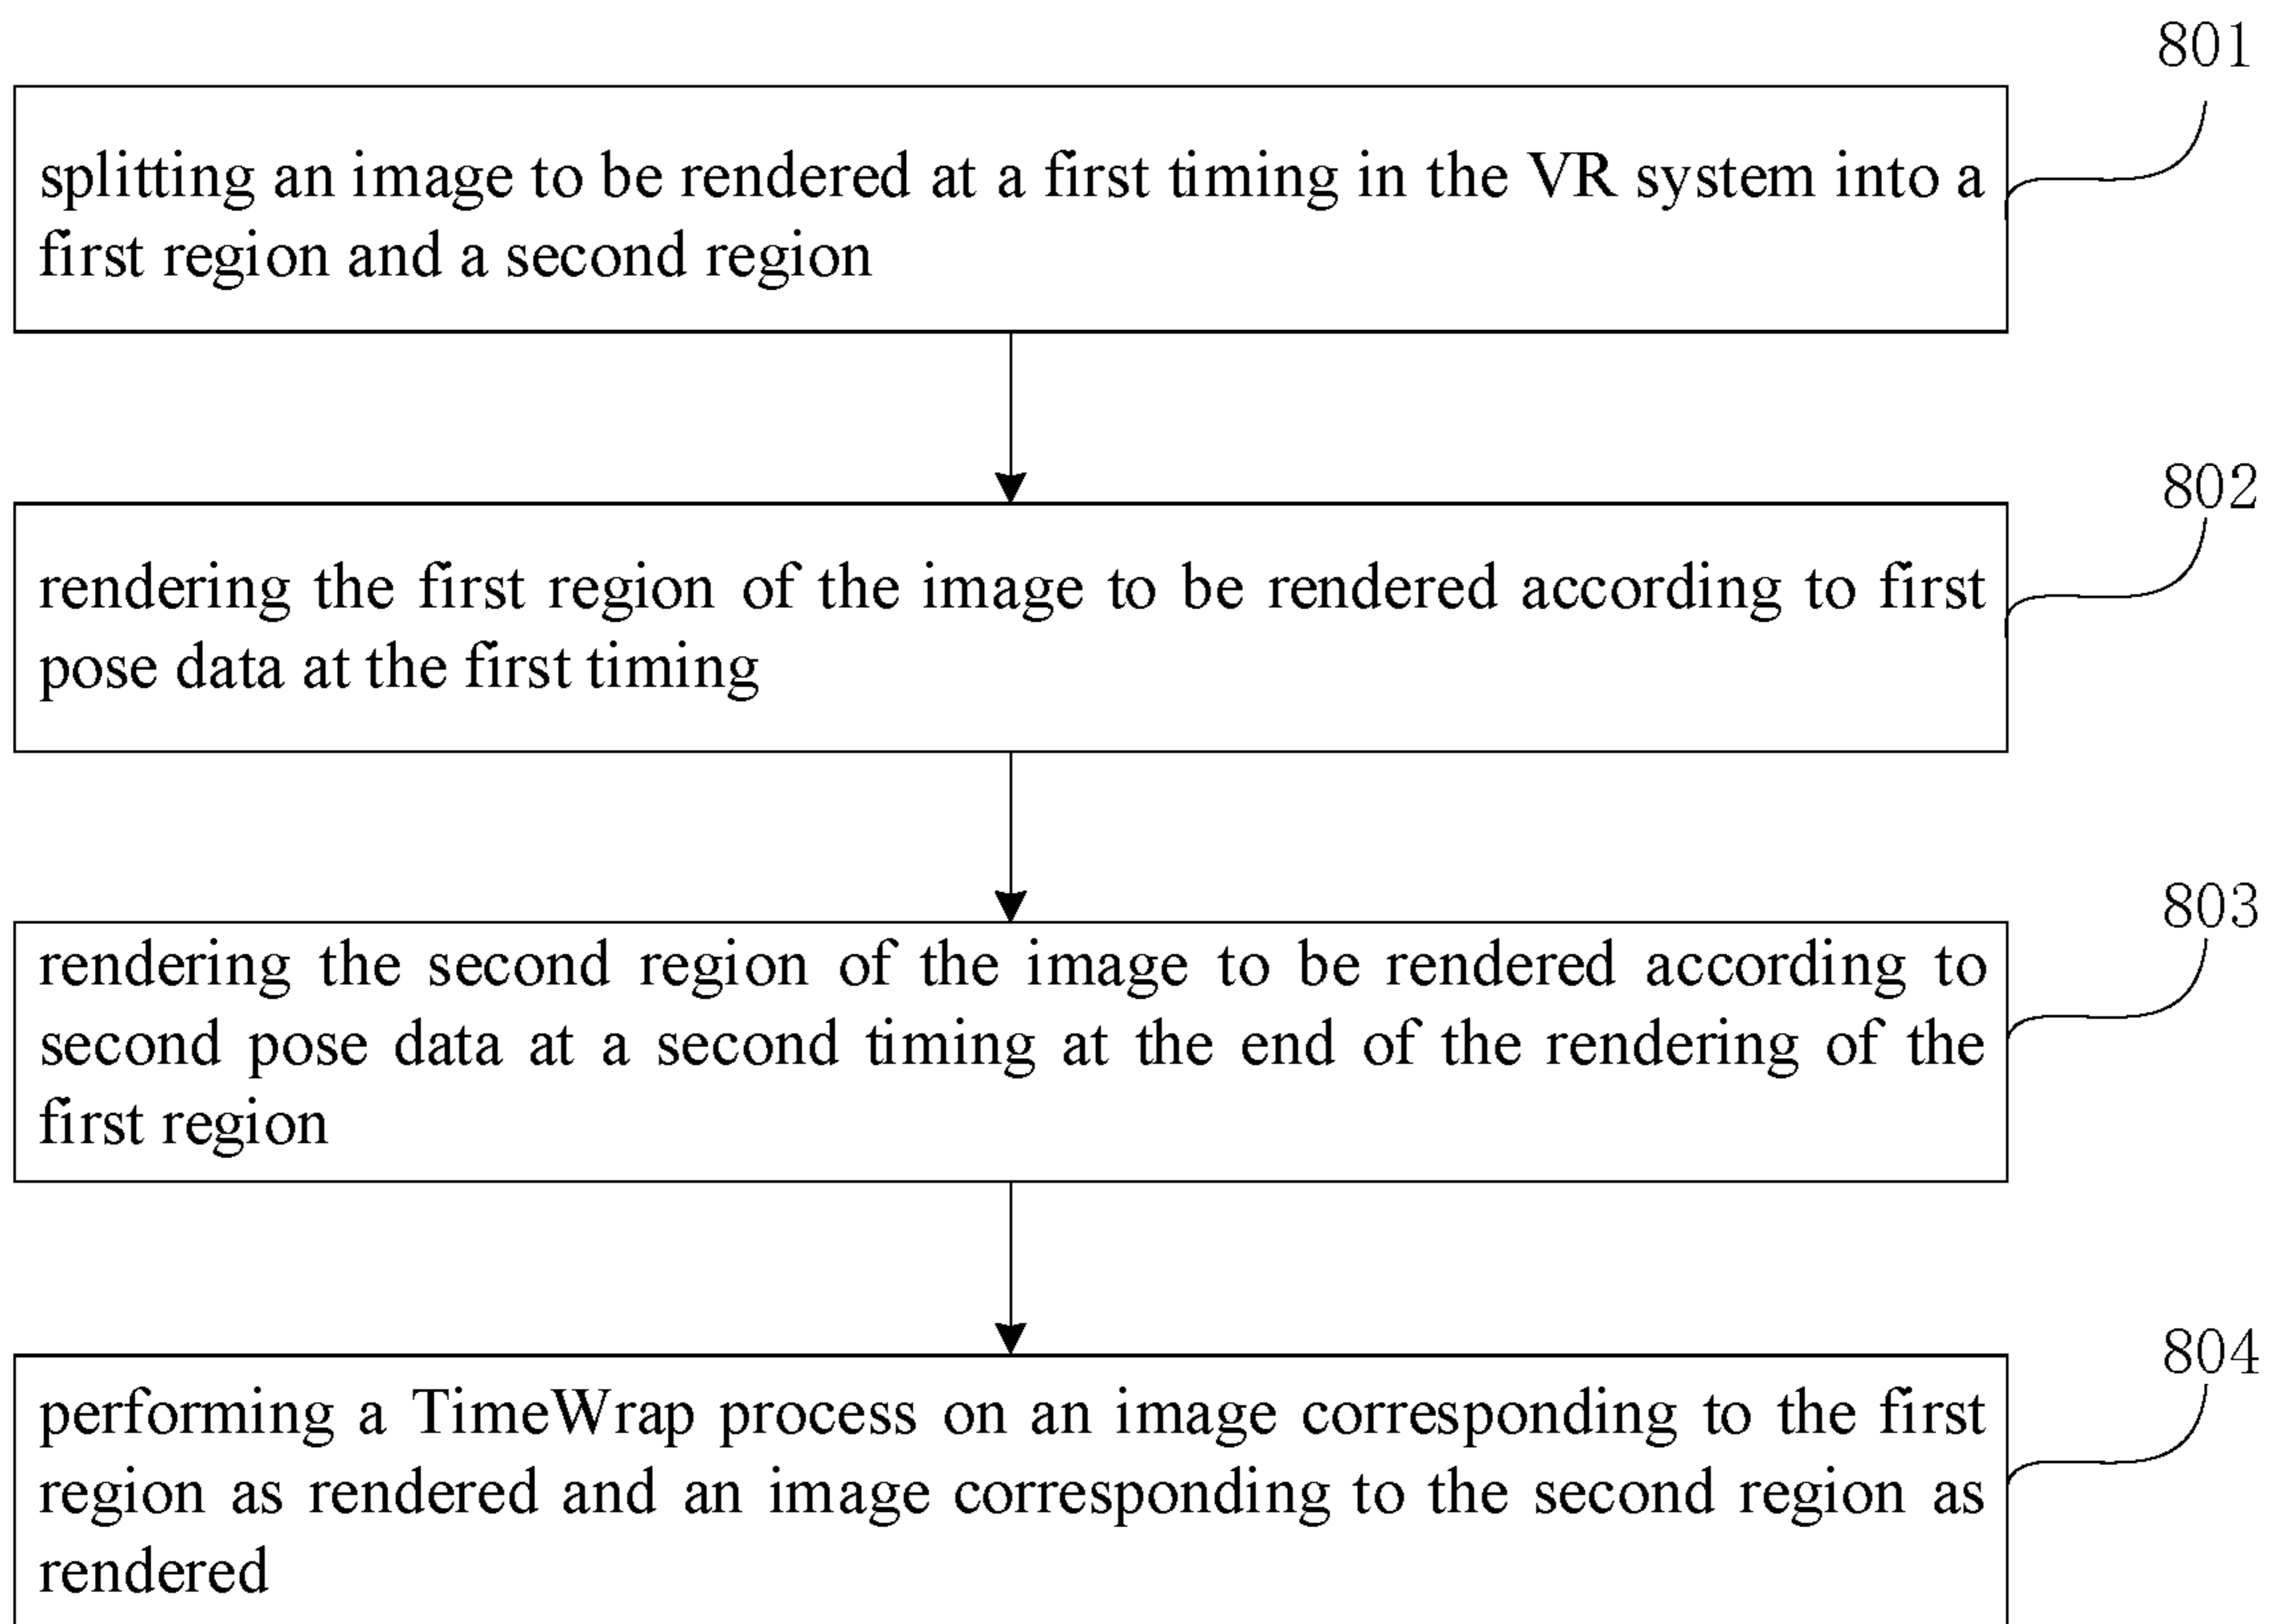 801
splitting an image to be rendered at a first timing in the VR system into a
first region and a second region
802
rendering the first region of the image to be rendered according to first
pose data at the first timing
803
rendering the second region of the image to be rendered according to
second pose data at a second timing at the end of the rendering of the
first region
804
performing a TimeWrap process on an image corresponding to the first
region as rendered and an image corresponding to the second region as
rendered